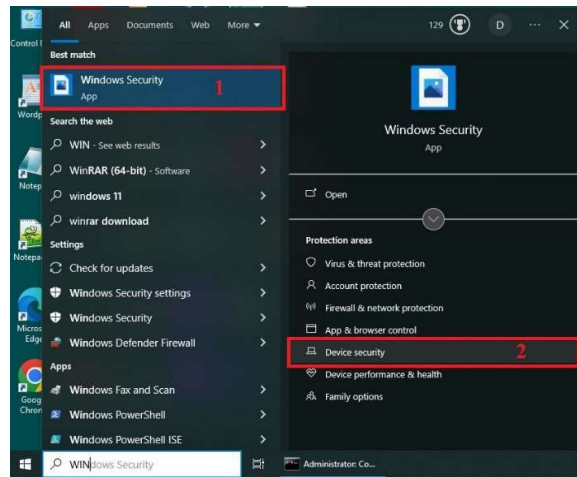 All Apps Documents Web More
129
D
Control
Best match
Windows Security
App
1
Wordp
Search the web
WIN - See web results
WinRAR (64-bit) - Software
windows 11
winrar download
Notep
Settings
Check for updates
Windows Security settings
Windows Security
Windows Defender Firewall
Notepa
Micros
Edge
Apps
Windows Fax and Scan
Windows PowerShell
Windows PowerShell ISE
Goog
Chron
Windows Security
App
Open
Protection areas
Virus & threat protection
Account protection
Firewall & network protection
App & browser control
Device security
2
Device performance & health
Family options
WINdows Security
Administrator: Co...